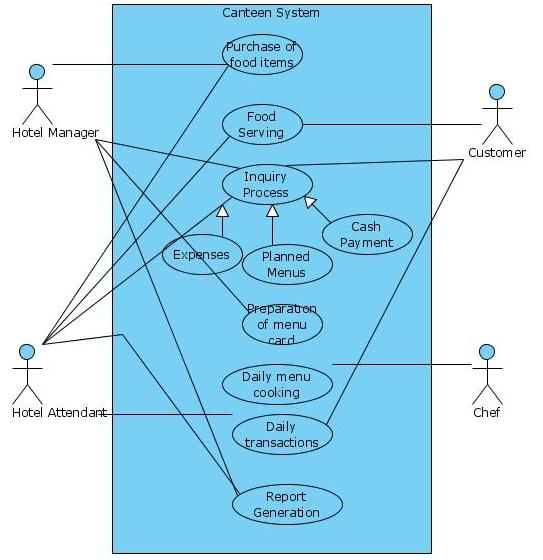 Canteen System
Purchase of
food items
Hotel Manager
Food
Serving
Customer
Inquiry
Process
Cash
Payment
Expenses
Planned
Menus
Preparation
of menu
card
Daily menu
cooking
Hotel Attendant
Chef
Daily
transactions
Report
Generation